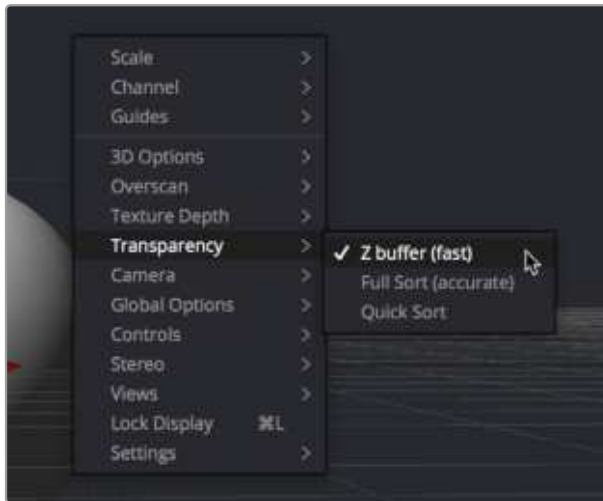 Scale
Channel
Guides
3D Options
Overscan
Texture Depth
Transparency
Z buffer (fast)
Camera
Full Sort (accurate)
Global Options
Quick Sort
Controls
Stereo
Views
Lock Display ⌘L
Settings